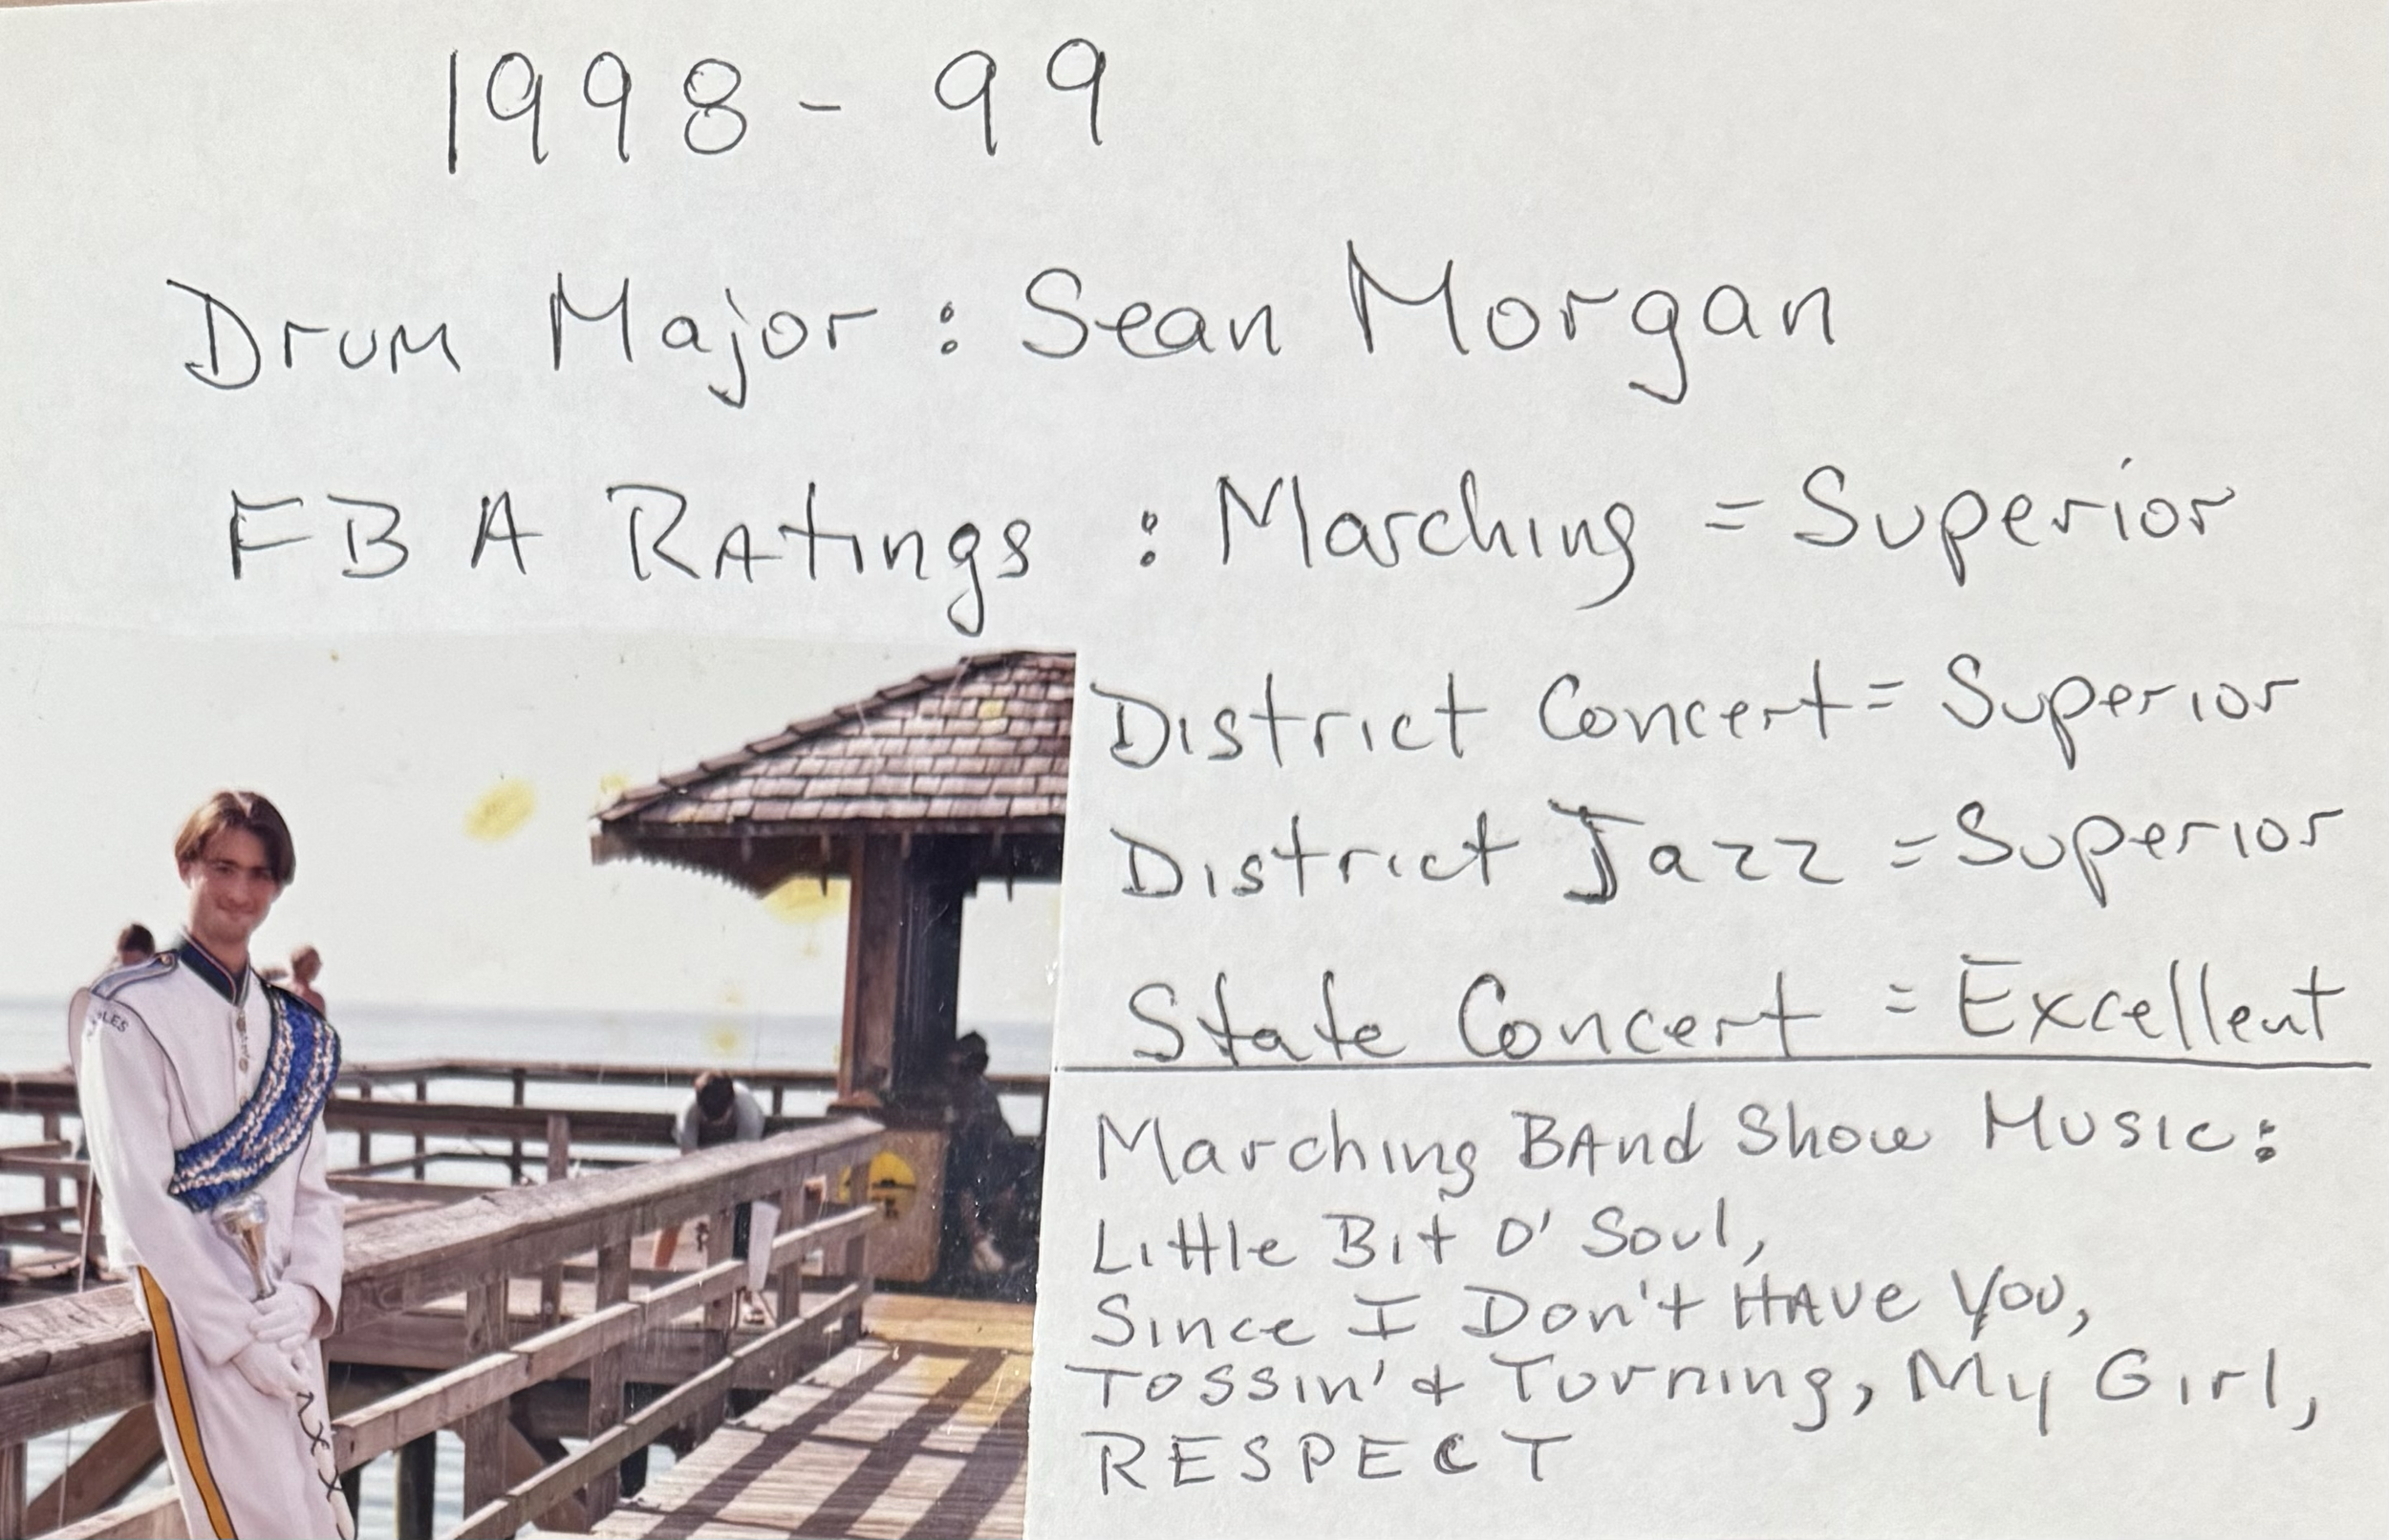 1998-99
Drum Major : Sean Morgan
FBA Ratings : Marching = Superior
District Concert = Superior
District Jazz = Superior
State Concert = Excellent
Marching Band Show Music:
Little Bit O' Soul,
Since I Don't Have You,
Tossin' & Turning, My Girl,
RESPECT